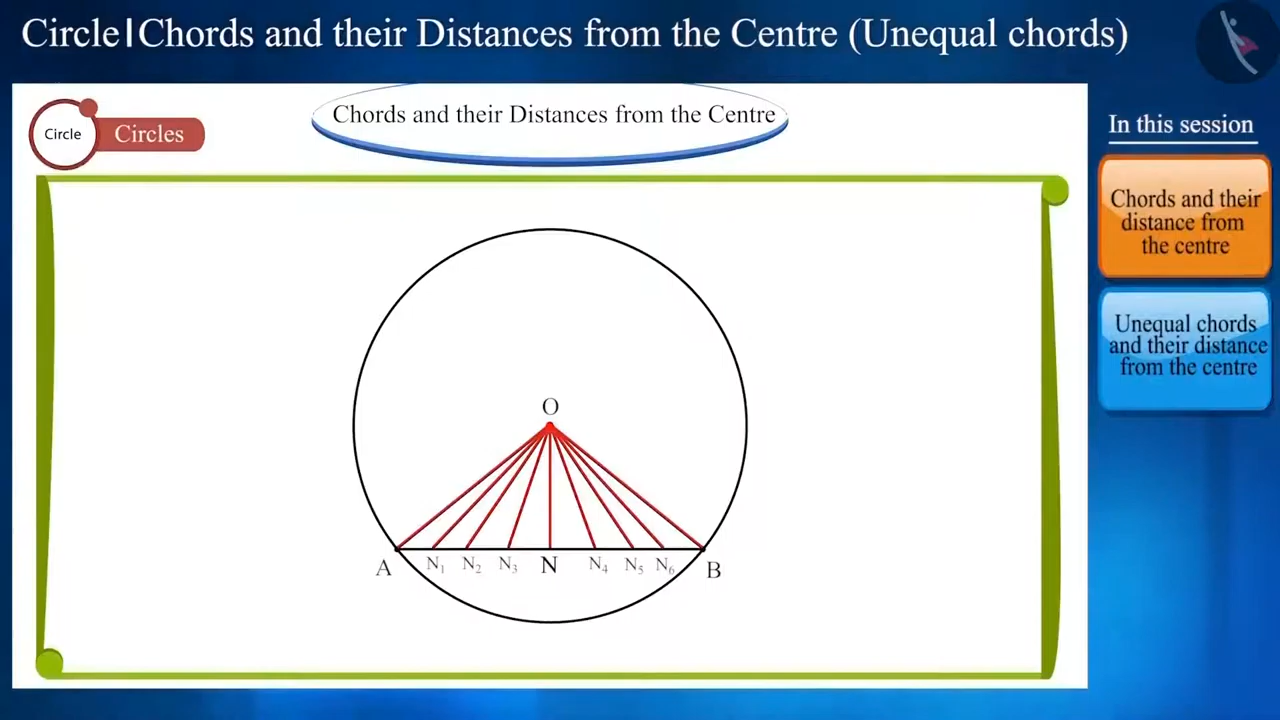 Circle|Chords and their Distances from the Centre (Unequal chords)
Circle
Circles
Chords and their Distances from the Centre
In this session
Chords and their
distance from
the centre
Unequal chords
and their distance
from the centre
O
A
N₁
N₂
N₃
N
N₄
N₅
N₆
B